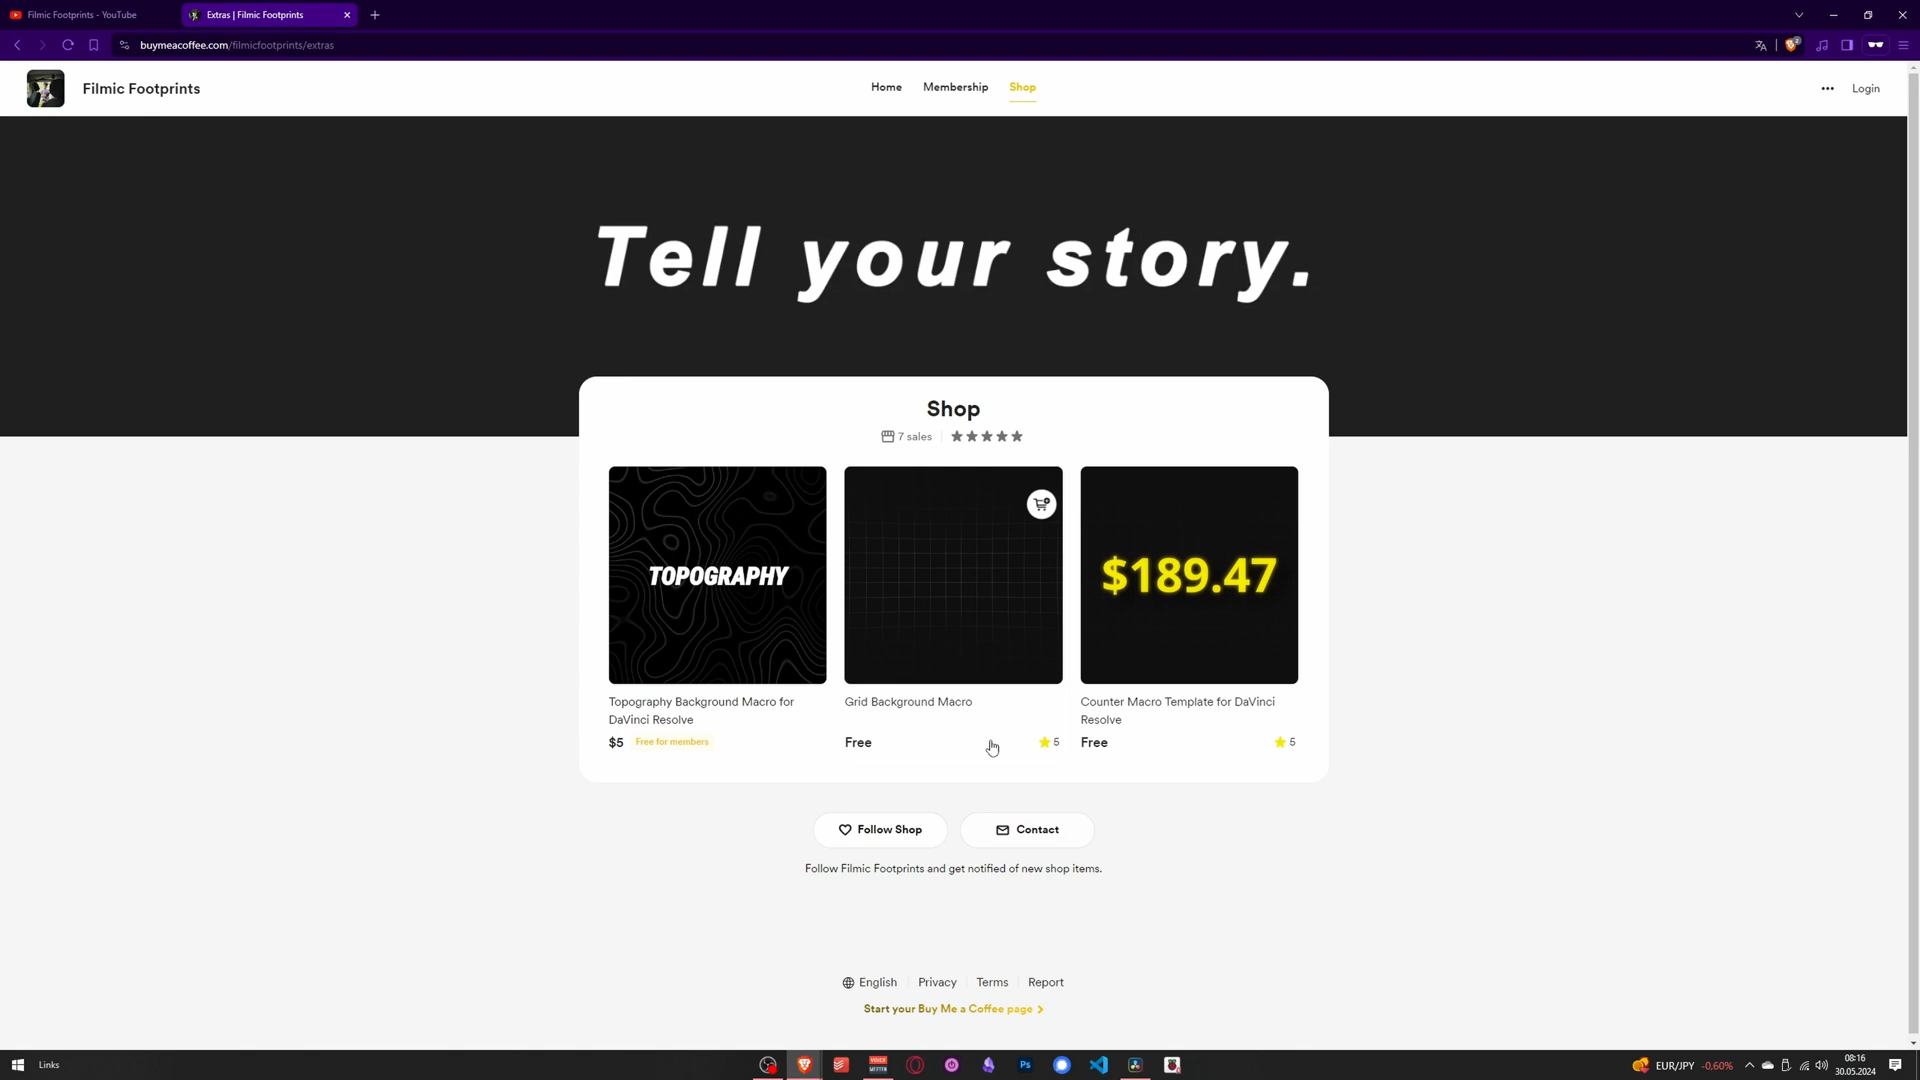 Filmic Footprints - YouTube
Extras | Filmic Footprints
buymeacoffee.com/filmicfootprints/extras
2
Filmic Footprints
Home
Membership
Shop
Login
Tell your story.
Shop
7 sales
TOPOGRAPHY
$189.47
Topography Background Macro for
DaVinci Resolve
$5
Free for members
Grid Background Macro
Free
5
Counter Macro Template for DaVinci
Resolve
Free
5
Follow Shop
Contact
Follow Filmic Footprints and get notified of new shop items.
English
Privacy
Terms
Report
Start your Buy Me a Coffee page
Links
VOICE
MEETER
Ps
EUR/JPY
-0,60%
08:16
30.05.2024